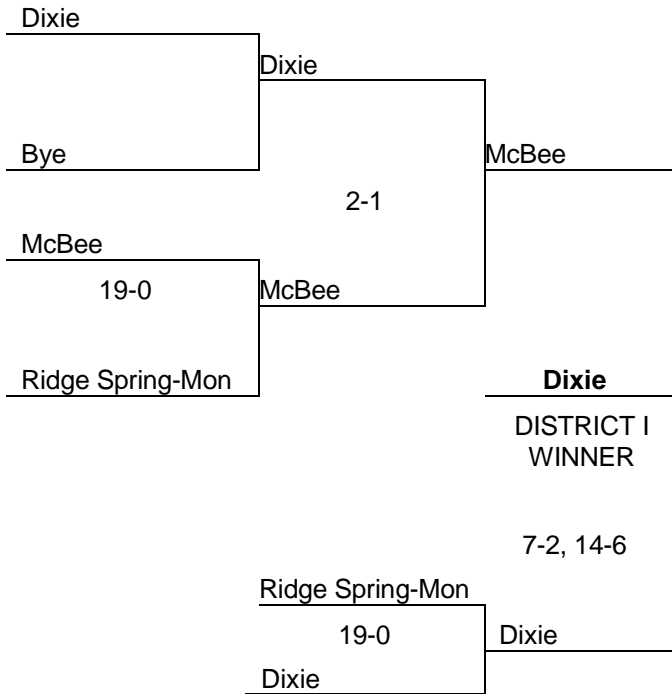 Dixie
Dixie
Bye
McBee
2-1
McBee
19-0
McBee
Ridge Spring-Mon
Dixie
DISTRICT I
WINNER
7-2, 14-6
Ridge Spring-Mon
19-0
Dixie
Dixie